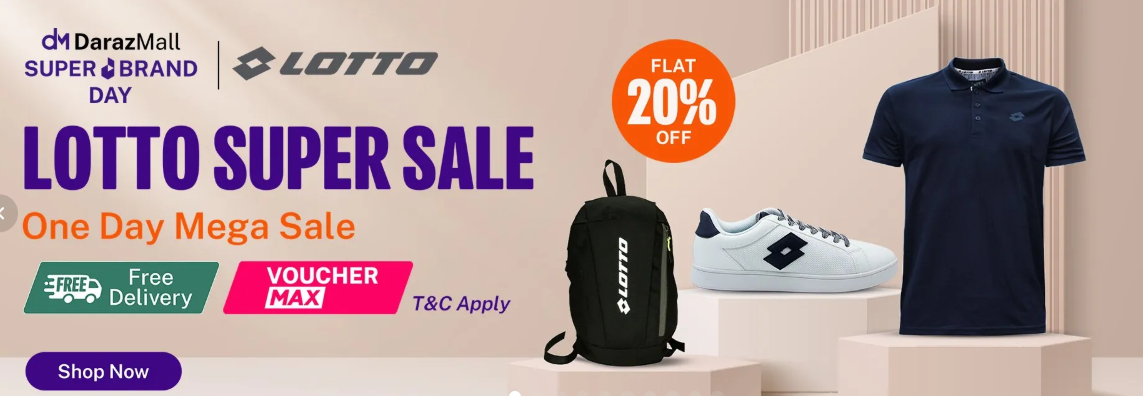 DarazMall
SUPER BRAND
DAY
LOTTO
LOTTO SUPER SALE
One Day Mega Sale
FREE
Free
Delivery
VOUCHER
MAX
T&C Apply
Shop Now
FLAT
20%
OFF
LOTTO